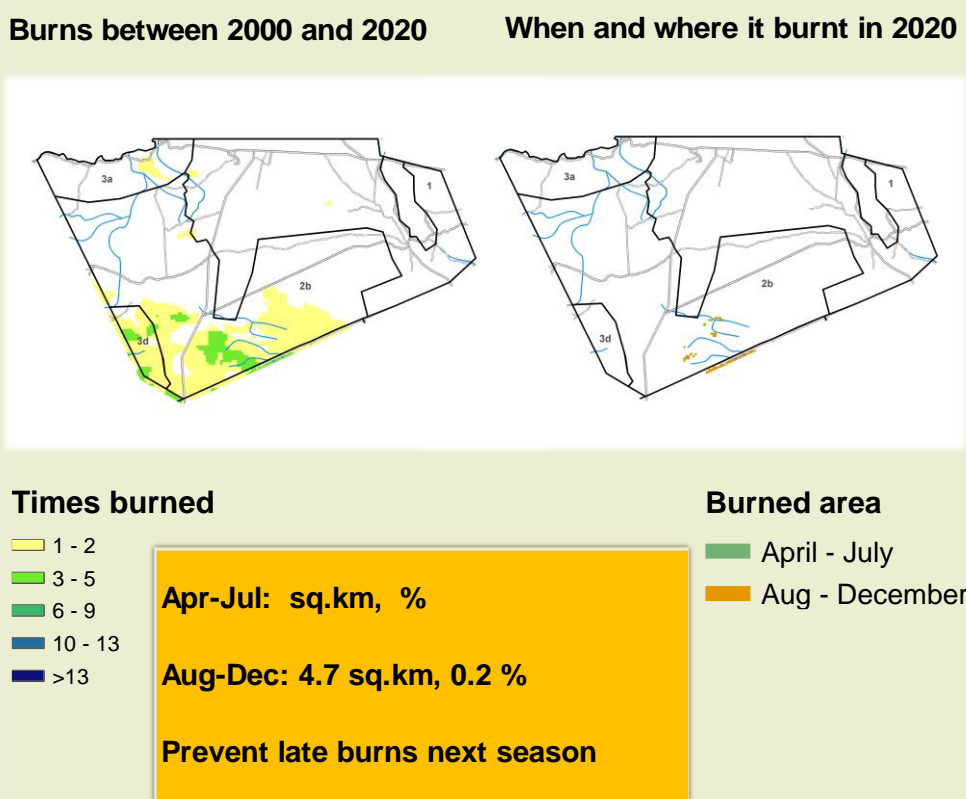 Burns between 2000 and 2020
When and where it burnt in 2020
3a
1
2b
3d
3a
1
2b
3d
Times burned
1 - 2
3 - 5
6 - 9
10 - 13
>13
Apr-Jul: sq.km, %
Aug-Dec: 4.7 sq.km, 0.2 %
Prevent late burns next season
Burned area
April - July
Aug - December